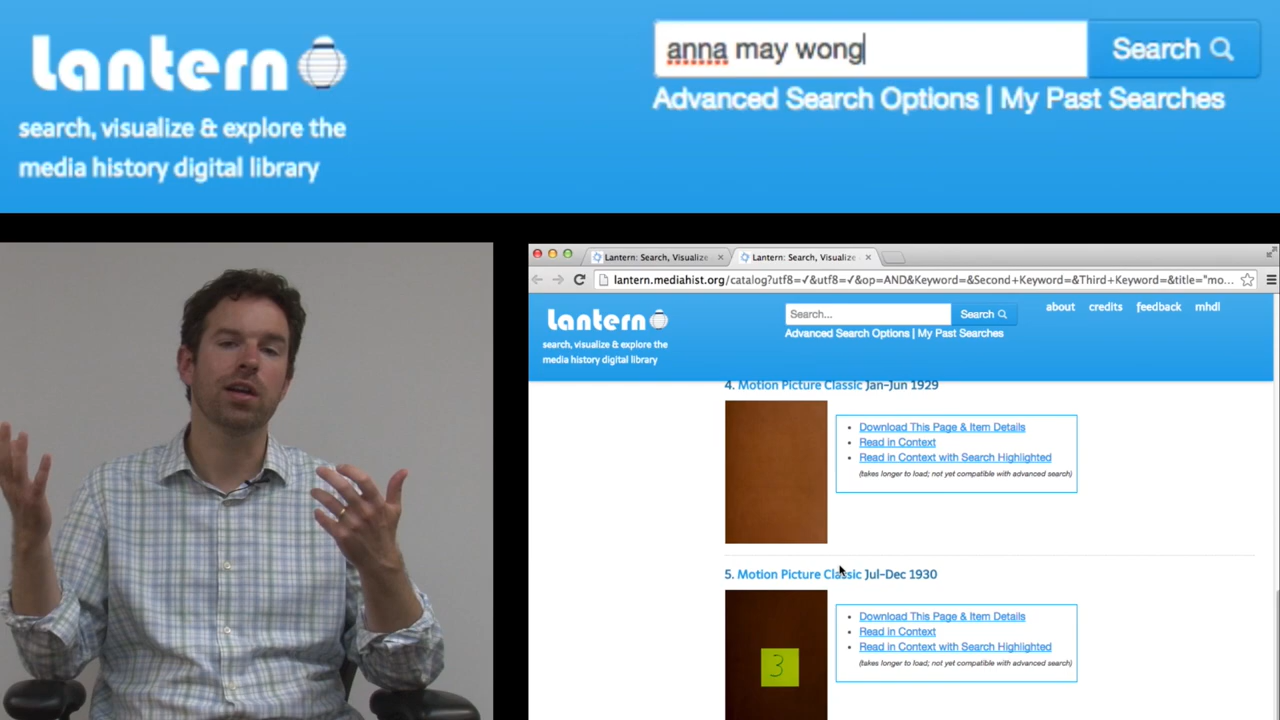 Lantern
anna may wong
Search
Advanced Search Options | My Past Searches
search, visualize & explore the
media history digital library
Lantern: Search, Visualize
Lantern: Search, Visualize
lantern.mediahist.org/catalog?utf8=✓&utf8=✓&op=AND&Keyword=&Second+Keyword=&Third+Keyword=&title="mo...
Lantern
search, visualize & explore the
media history digital library
Search...
Search
Advanced Search Options | My Past Searches
about credits feedback mhdl
4. Motion Picture Classic Jan-Jun 1929
Download This Page & Item Details
Read in Context
Read in Context with Search Highlighted
(takes longer to load; not yet compatible with advanced search)
5. Motion Picture Classic Jul-Dec 1930
3
Download This Page & Item Details
Read in Context
Read in Context with Search Highlighted
(takes longer to load; not yet compatible with advanced search)